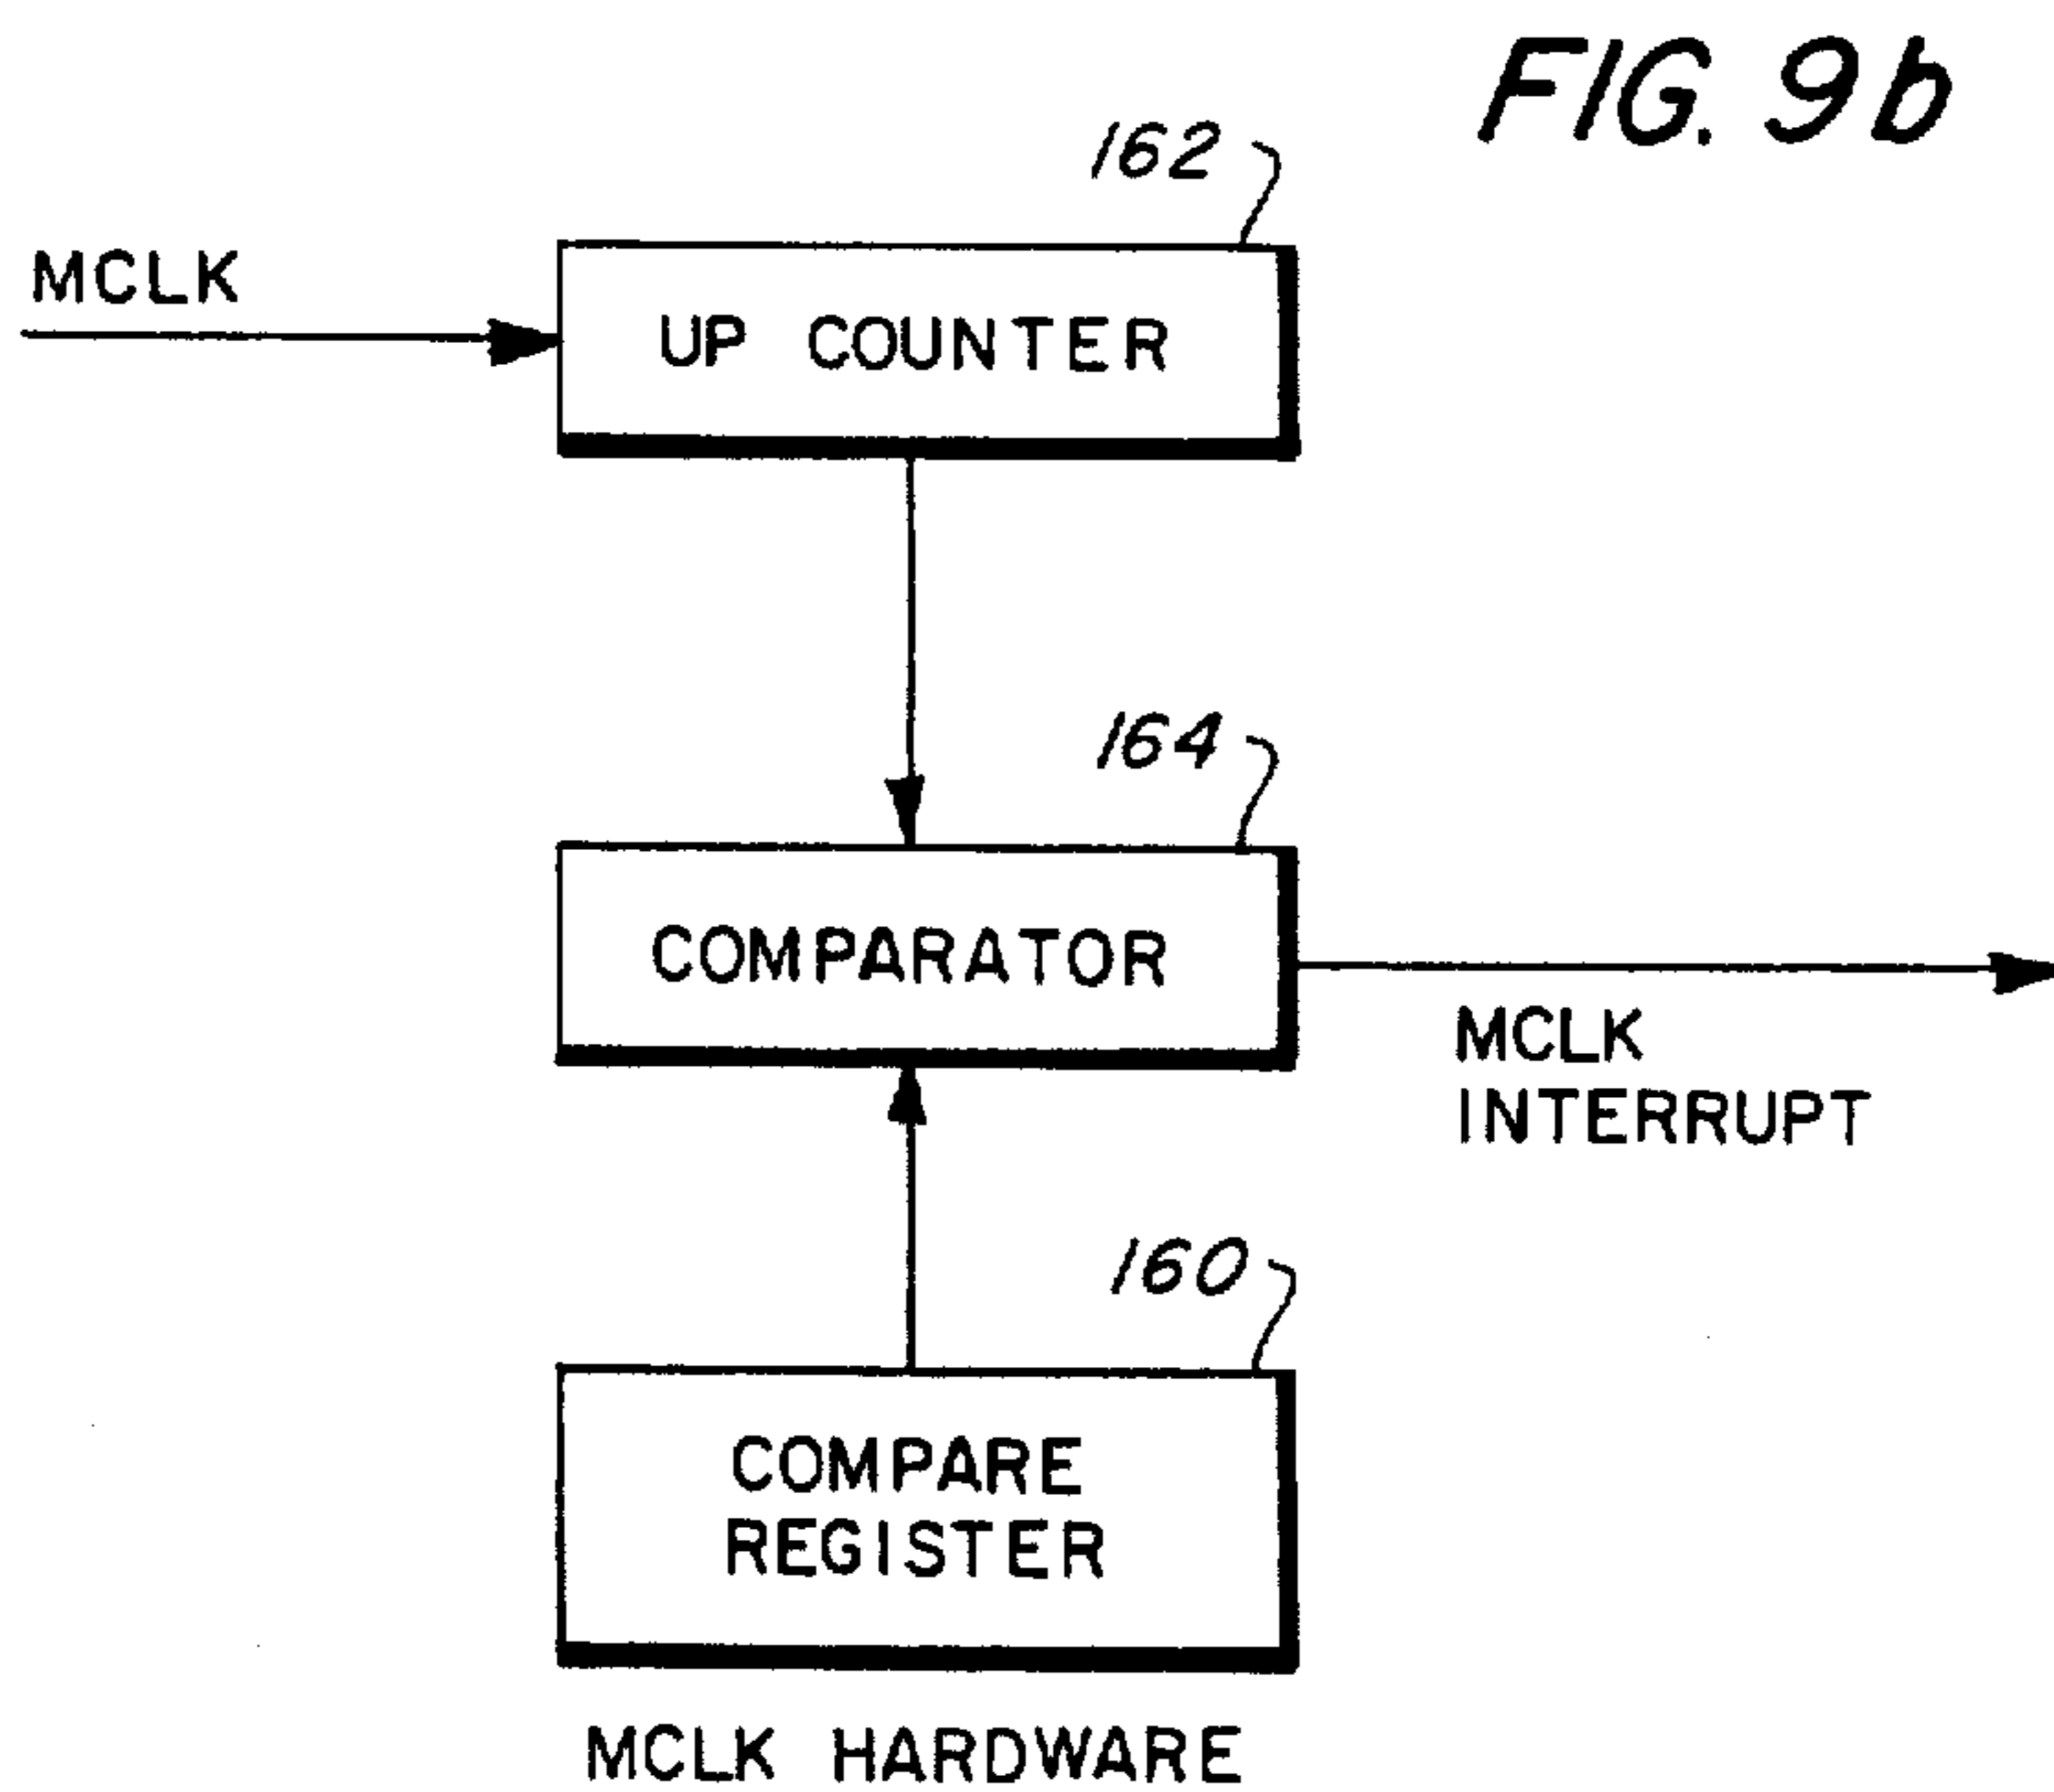 FIG. 9b
162
MCLK
UP COUNTER
164
COMPARATOR
MCLK
INTERRUPT
160
COMPARE
REGISTER
MCLK HARDWARE